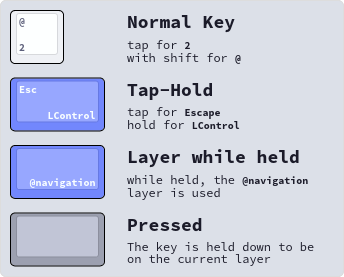 @
2
Normal Key
tap for 2
with shift for @
Esc
LControl
Tap-Hold
tap for Escape
hold for LControl
@navigation
Layer while held
while held, the @navigation
layer is used
Pressed
The key is held down to be
on the current layer